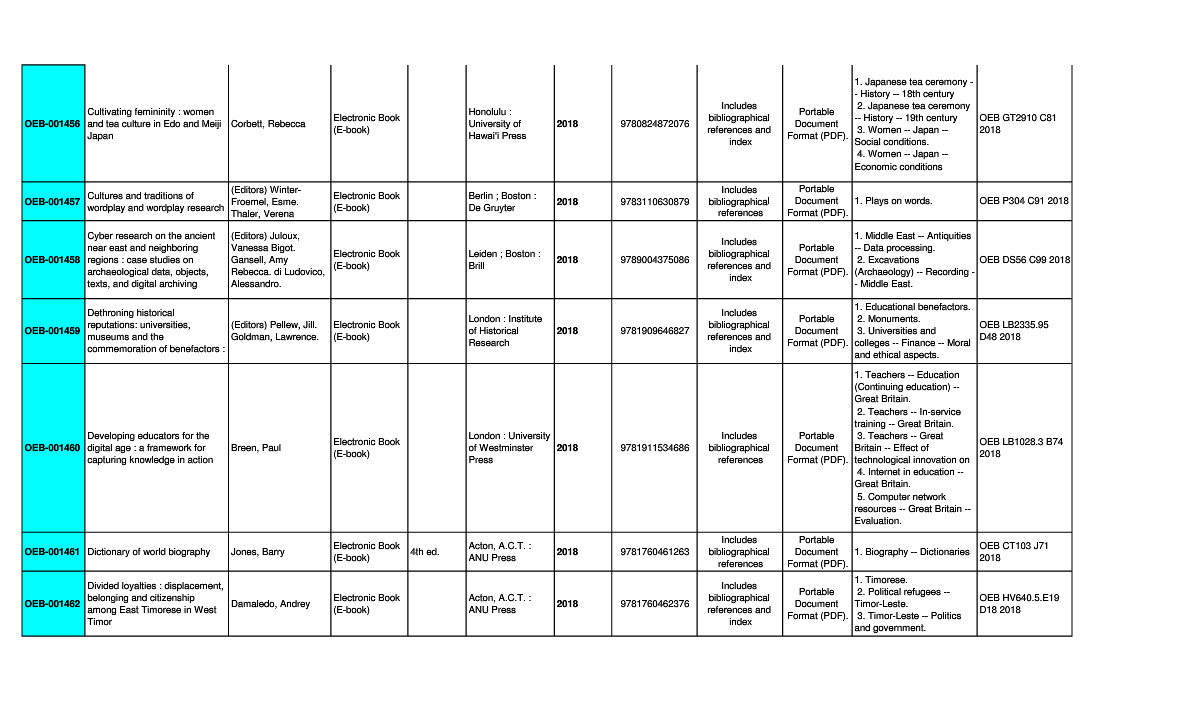 OEB-001456
Cultivating femininity : women
and tea culture in Edo and Meiji
Japan
Corbett, Rebecca
Electronic Book
(E-book)
Honolulu :
University of
Hawai'i Press
2018
9780824872076
Includes
bibliographical
references and
index
Portable
Document
Format (PDF).
1. Japanese tea ceremony -
- History -- 18th century
2. Japanese tea ceremony
-- History -- 19th century
3. Women -- Japan --
Social conditions.
4. Women -- Japan --
Economic conditions
OEB GT2910 C81
2018
OEB-001457
Cultures and traditions of
wordplay and wordplay research
(Editors) Winter-
Froemel, Esme.
Thaler, Verena
Electronic Book
(E-book)
Berlin ; Boston :
De Gruyter
2018
9783110630879
Includes
bibliographical
references
Portable
Document
Format (PDF).
1. Plays on words.
OEB P304 C91 2018
OEB-001458
Cyber research on the ancient
near east and neighboring
regions : case studies on
archaeological data, objects,
texts, and digital archiving
(Editors) Juloux,
Vanessa Bigot.
Gansell, Amy
Rebecca. di Ludovico,
Alessandro.
Electronic Book
(E-book)
Leiden ; Boston :
Brill
2018
9789004375086
Includes
bibliographical
references and
index
Portable
Document
Format (PDF).
1. Middle East -- Antiquities
-- Data processing.
2. Excavations
(Archaeology) -- Recording -
- Middle East.
OEB DS56 C99 2018
OEB-001459
Dethroning historical
reputations: universities,
museums and the
commemoration of benefactors :
(Editors) Pellew, Jill.
Goldman, Lawrence.
Electronic Book
(E-book)
London : Institute
of Historical
Research
2018
9781909646827
Includes
bibliographical
references and
index
Portable
Document
Format (PDF).
1. Educational benefactors.
2. Monuments.
3. Universities and
colleges -- Finance -- Moral
and ethical aspects.
OEB LB2335.95
D48 2018
OEB-001460
Developing educators for the
digital age : a framework for
capturing knowledge in action
Breen, Paul
Electronic Book
(E-book)
London : University
of Westminster
Press
2018
9781911534686
Includes
bibliographical
references
Portable
Document
Format (PDF).
1. Teachers -- Education
(Continuing education) --
Great Britain.
2. Teachers -- In-service
training -- Great Britain.
3. Teachers -- Great
Britain -- Effect of
technological innovation on
4. Internet in education --
Great Britain.
5. Computer network
resources -- Great Britain --
Evaluation.
OEB LB1028.3 B74
2018
OEB-001461
Dictionary of world biography
Jones, Barry
Electronic Book
(E-book)
4th ed.
Acton, A.C.T. :
ANU Press
2018
9781760461263
Includes
bibliographical
references
Portable
Document
Format (PDF).
1. Biography -- Dictionaries
OEB CT103 J71
2018
OEB-001462
Divided loyalties : displacement,
belonging and citizenship
among East Timorese in West
Timor
Damaledo, Andrey
Electronic Book
(E-book)
Acton, A.C.T. :
ANU Press
2018
9781760462376
Includes
bibliographical
references and
index
Portable
Document
Format (PDF).
1. Timorese.
2. Political refugees --
Timor-Leste.
3. Timor-Leste -- Politics
and government.
OEB HV640.5.E19
D18 2018